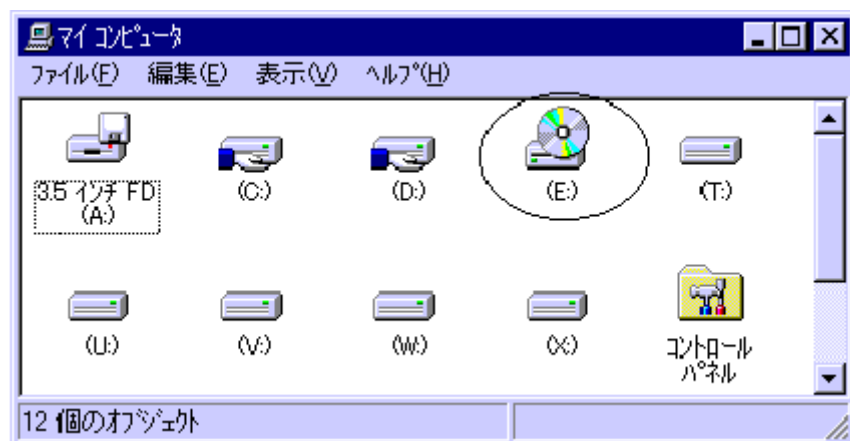 マイ コンピュータ
ファイル(F) 編集(E) 表示(V) ヘルプ(H)
3.5 インチ FD
(A:)
(C:)
(D:)
(E:)
(T:)
(U:)
(V:)
(W:)
(X:)
コントロール
パネル
12 個のオブジェクト